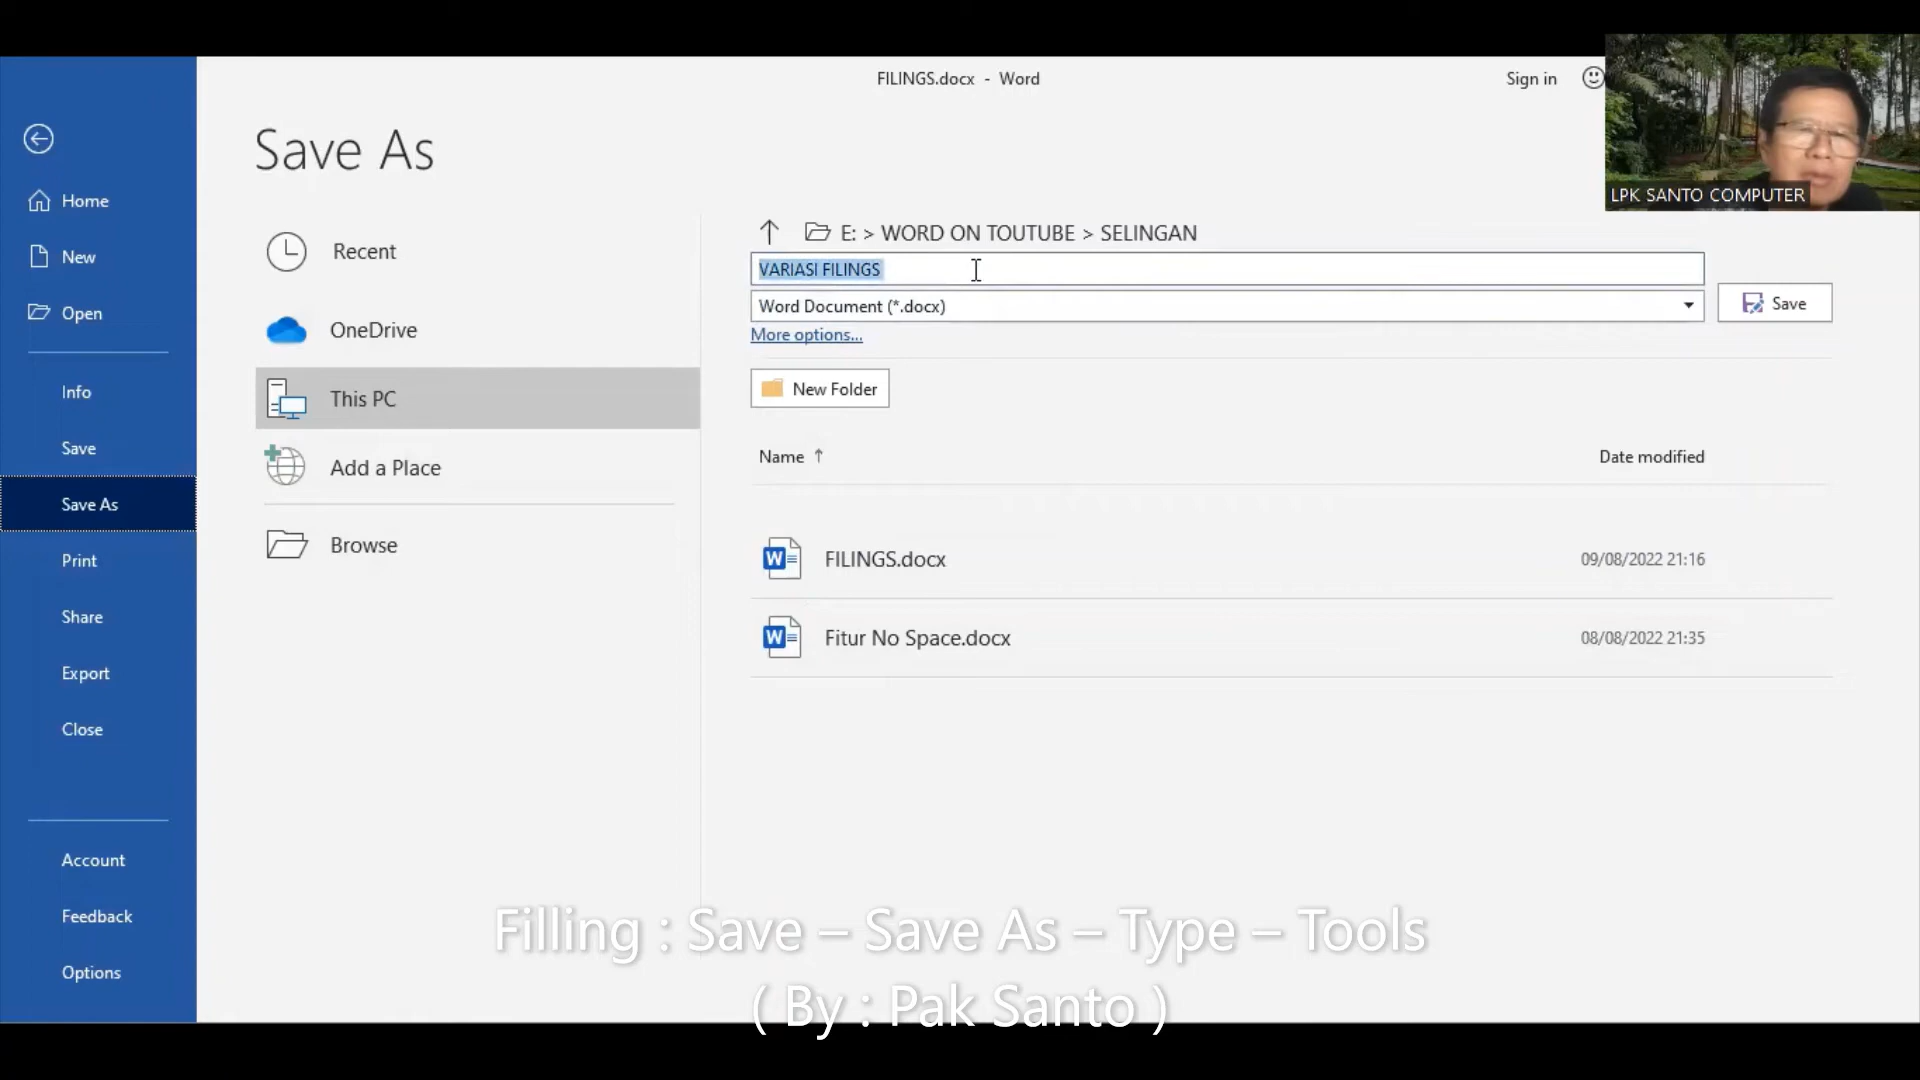 FILINGS.docx - Word
Sign in
LPK SANTO COMPUTER
Save As
Home
New
Open
Info
Save
Save As
Print
Share
Export
Close
Account
Feedback
Options
Recent
OneDrive
This PC
Add a Place
Browse
E: > WORD ON TOUTUBE > SELINGAN
VARIASI FILINGS
Word Document (*.docx)
Save
More options...
New Folder
Name ↑ Date modified
FILINGS.docx 09/08/2022 21:16
Fitur No Space.docx 08/08/2022 21:35
Filling : Save – Save As – Type – Tools
( By : Pak Santo )